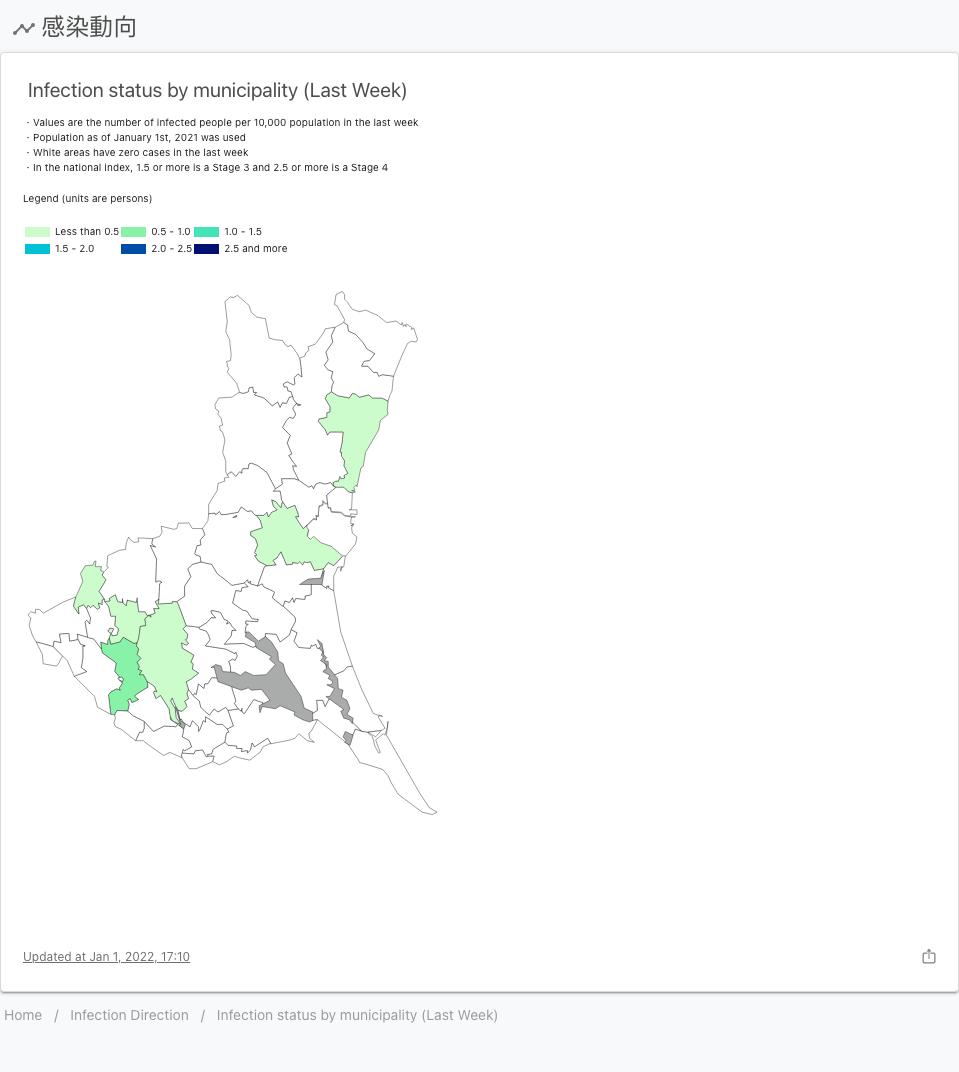 感染動向
Infection status by municipality (Last Week)
· Values are the number of infected people per 10,000 population in the last week
· Population as of January 1st, 2021 was used
· White areas have zero cases in the last week
· In the national index, 1.5 or more is a Stage 3 and 2.5 or more is a Stage 4
Legend (units are persons)
Less than 0.5 0.5 - 1.0 1.0 - 1.5
1.5 - 2.0 2.0 - 2.5 2.5 and more
Updated at Jan 1, 2022, 17:10
Home / Infection Direction / Infection status by municipality (Last Week)